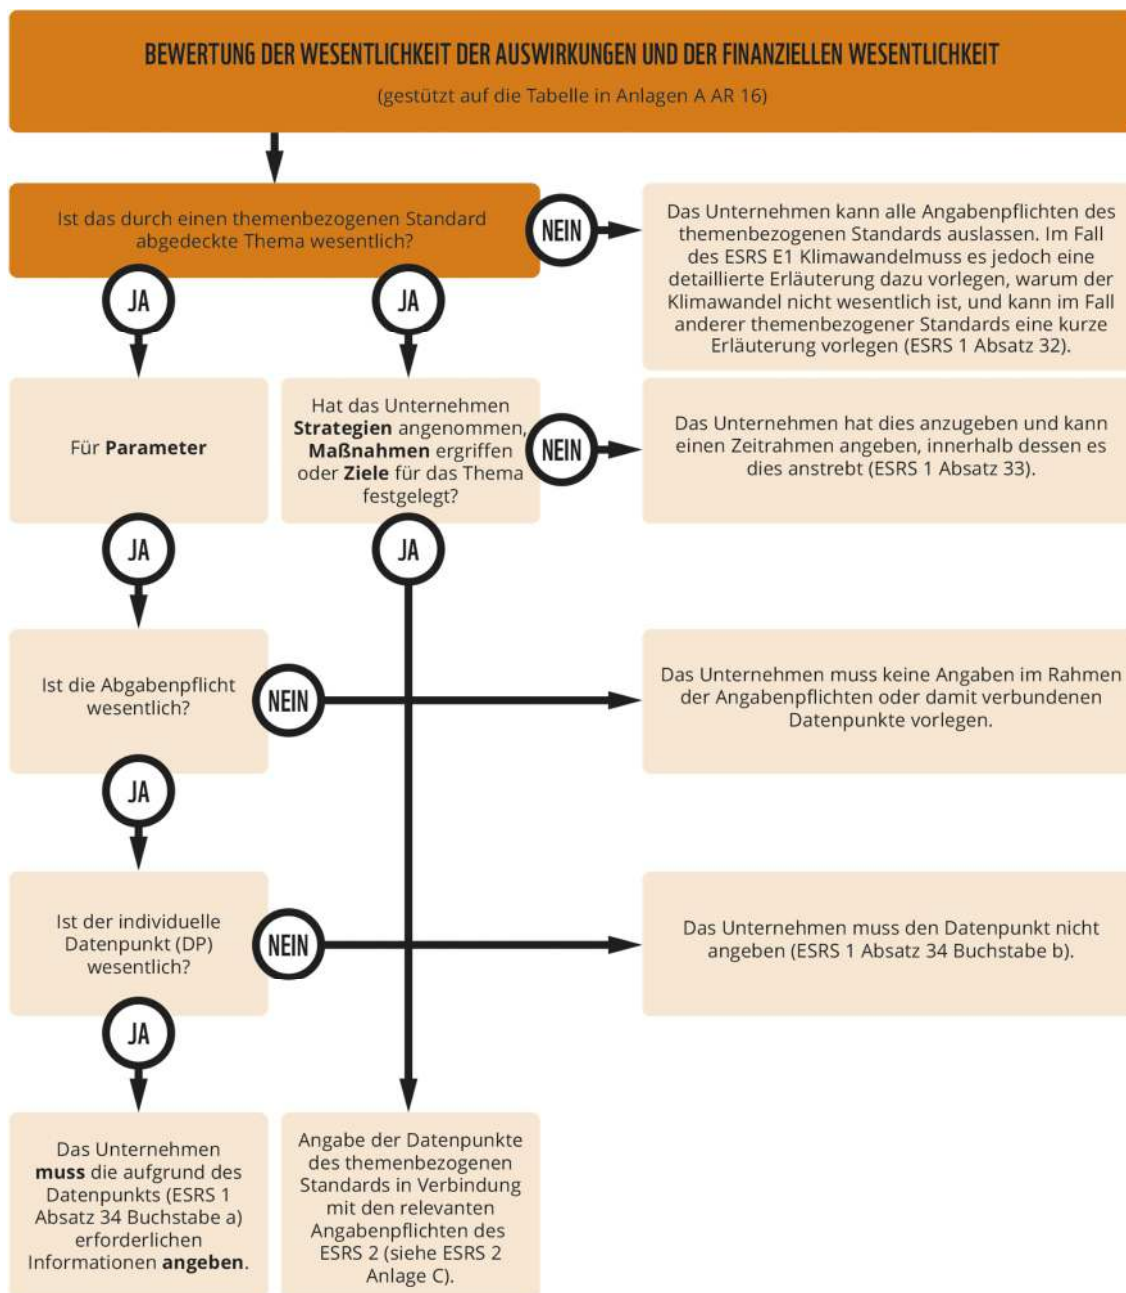 BEWERTUNG DER WESENTLICHKEIT DER AUSWIRKUNGEN UND DER FINANZIELLEN WESENTLICHKEIT
(gestützt auf die Tabelle in Anlagen A AR 16)
Ist das durch einen themenbezogenen Standard
abgedeckte Thema wesentlich?
NEIN
Das Unternehmen kann alle Angabenpflichten des
themenbezogenen Standards auslassen. Im Fall
des ESRS E1 Klimawandelmuss es jedoch eine
detaillierte Erläuterung dazu vorlegen, warum der
Klimawandel nicht wesentlich ist, und kann im Fall
anderer themenbezogener Standards eine kurze
Erläuterung vorlegen (ESRS 1 Absatz 32).
JA
JA
Für Parameter
Hat das Unternehmen
Strategien angenommen,
Maßnahmen ergriffen
oder Ziele für das Thema
festgelegt?
NEIN
Das Unternehmen hat dies anzugeben und kann
einen Zeitrahmen angeben, innerhalb dessen es
dies anstrebt (ESRS 1 Absatz 33).
JA
JA
Ist die Abgabenpflicht
wesentlich?
NEIN
Das Unternehmen muss keine Angaben im Rahmen
der Angabenpflichten oder damit verbundenen
Datenpunkte vorlegen.
JA
Ist der individuelle
Datenpunkt (DP)
wesentlich?
NEIN
Das Unternehmen muss den Datenpunkt nicht
angeben (ESRS 1 Absatz 34 Buchstabe b).
JA
Das Unternehmen
muss die aufgrund des
Datenpunkts (ESRS 1
Absatz 34 Buchstabe a)
erforderlichen
Informationen angeben.
Angabe der Datenpunkte
des themenbezogenen
Standards in Verbindung
mit den relevanten
Angabenpflichten des
ESRS 2 (siehe ESRS 2
Anlage C).